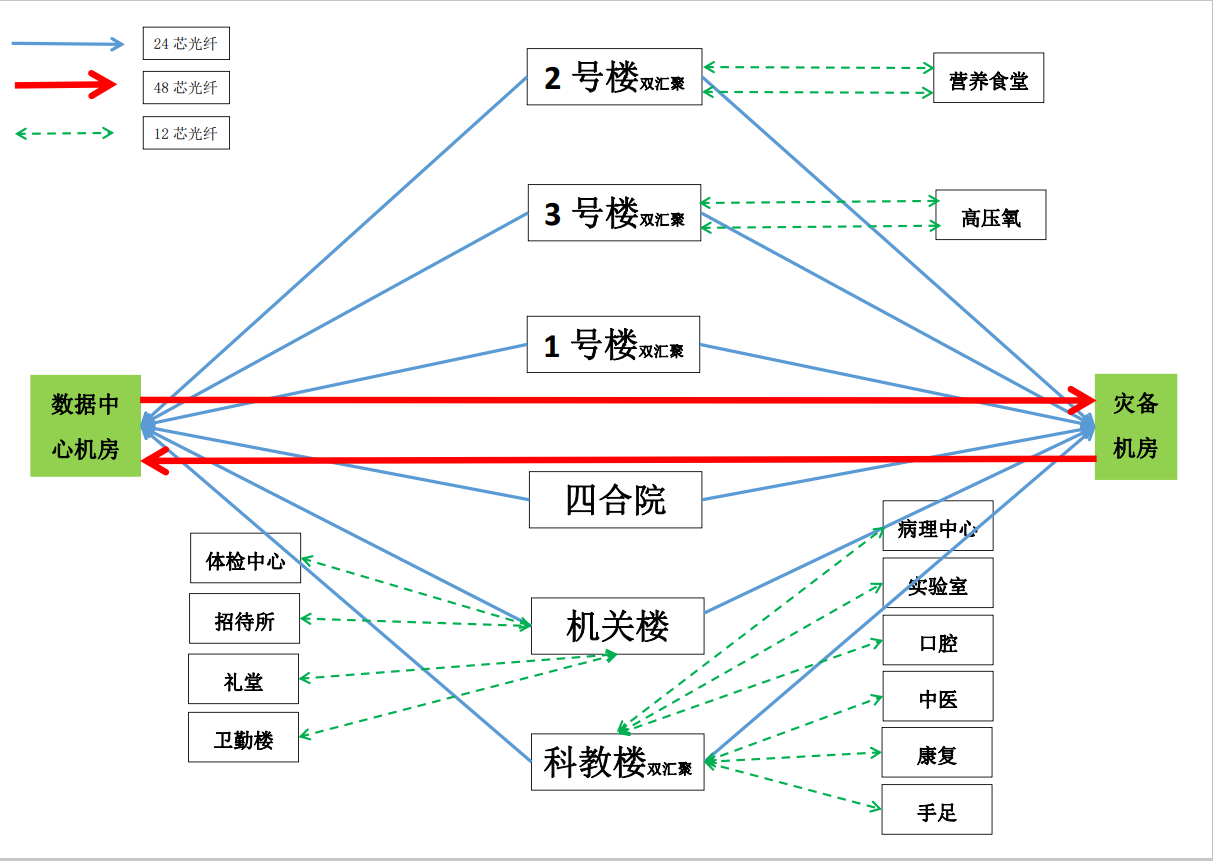 24 芯光纤
48 芯光纤
12 芯光纤
2 号楼双汇聚
营养食堂
3 号楼双汇聚
高压氧
1 号楼双汇聚
数据中
心机房
灾备
机房
四合院
病理中心
体检中心
实验室
招待所
机关楼
口腔
礼堂
中医
卫勤楼
科教楼双汇聚
康复
手足